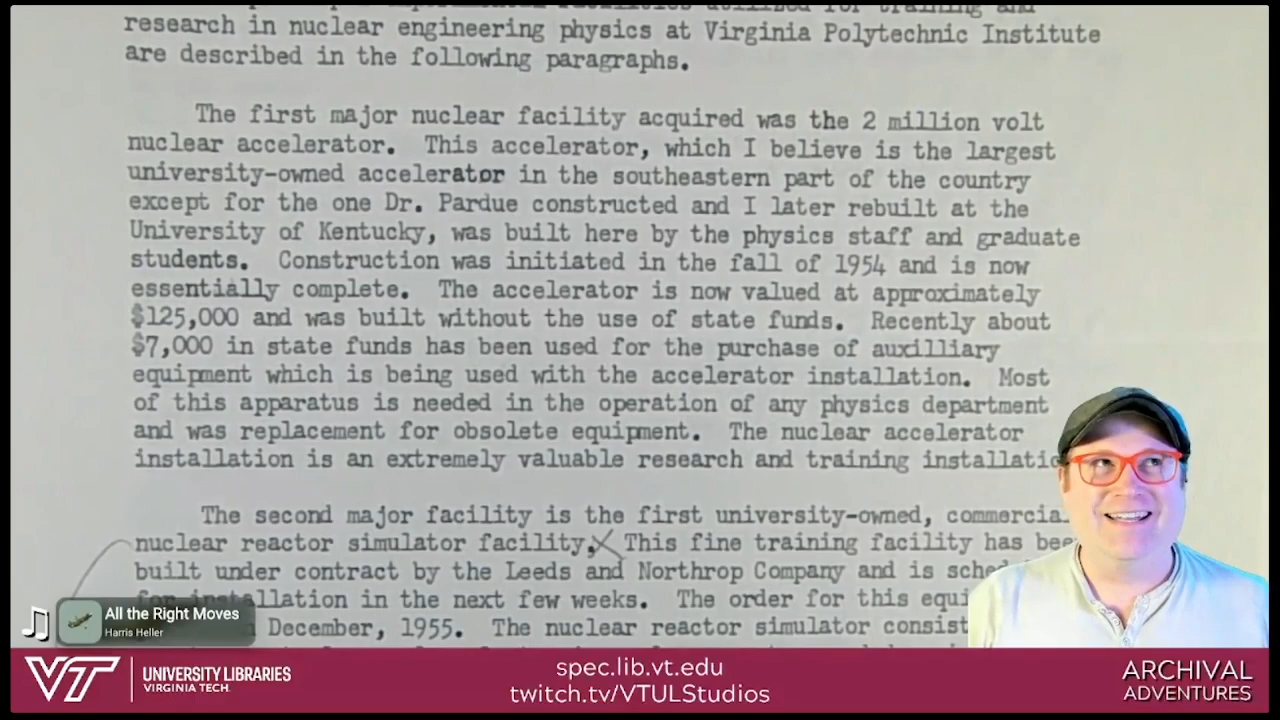 research in nuclear engineering physics at Virginia Polytechnic Institute
are described in the following paragraphs.
The first major nuclear facility acquired was the 2 million volt
nuclear accelerator. This accelerator, which I believe is the largest
university-owned accelerator in the southeastern part of the country
except for the one Dr. Pardue constructed and I later rebuilt at the
University of Kentucky, was built here by the physics staff and graduate
students. Construction was initiated in the fall of 1954 and is now
essentially complete. The accelerator is now valued at approximately
$125,000 and was built without the use of state funds. Recently about
$7,000 in state funds has been used for the purchase of auxilliary
equipment which is being used with the accelerator installation. Most
of this apparatus is needed in the operation of any physics department
and was replacement for obsolete equipment. The nuclear accelerator
installation is an extremely valuable research and training
The second major facility is the first university-owned,
nuclear reactor simulator facility. This fine training facility has
built under contract by the Leeds and Northrop Company and is
in the next few weeks. The order for this
December, 1955. The nuclear reactor simulator
All the Right Moves
Harris Heller
VT UNIVERSITY LIBRARIES
VIRGINIA TECH
spec.lib.vt.edu
twitch.tv/VTULStudios
ARCHIVAL
ADVENTURES